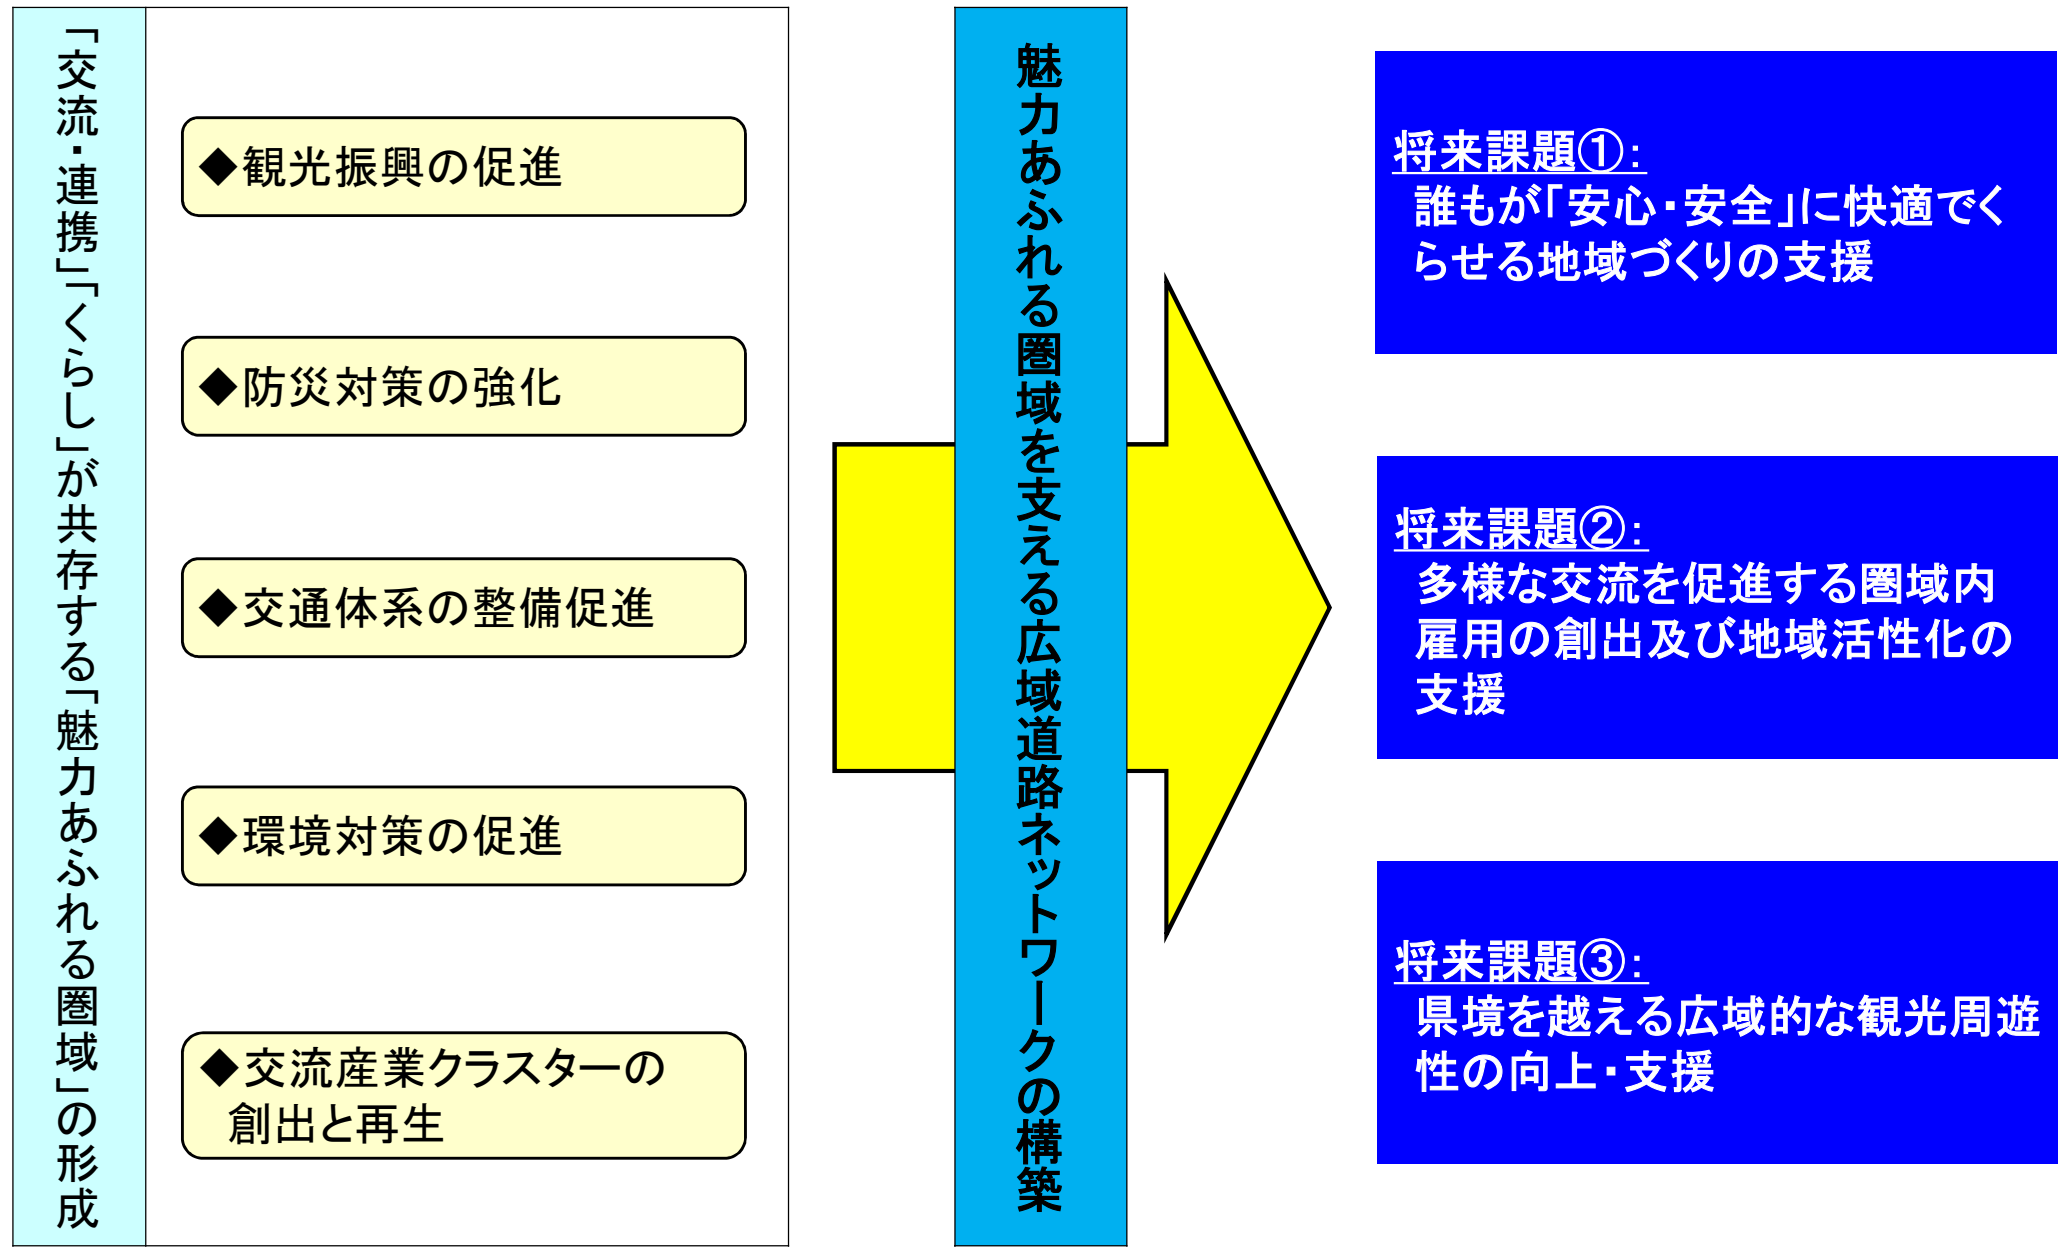 「交流・連携」「くらし」が共存する「魅力あふれる圏域」の形成
◆観光振興の促進
◆防災対策の強化
◆交通体系の整備促進
◆環境対策の促進
◆交流産業クラスターの
創出と再生
魅力あふれる圏域を支える広域道路ネットワークの構築
将来課題①：
誰もが「安心・安全」に快適でく
らせる地域づくりの支援
将来課題②：
多様な交流を促進する圏域内
雇用の創出及び地域活性化の
支援
将来課題③：
県境を越える広域的な観光周遊
性の向上・支援